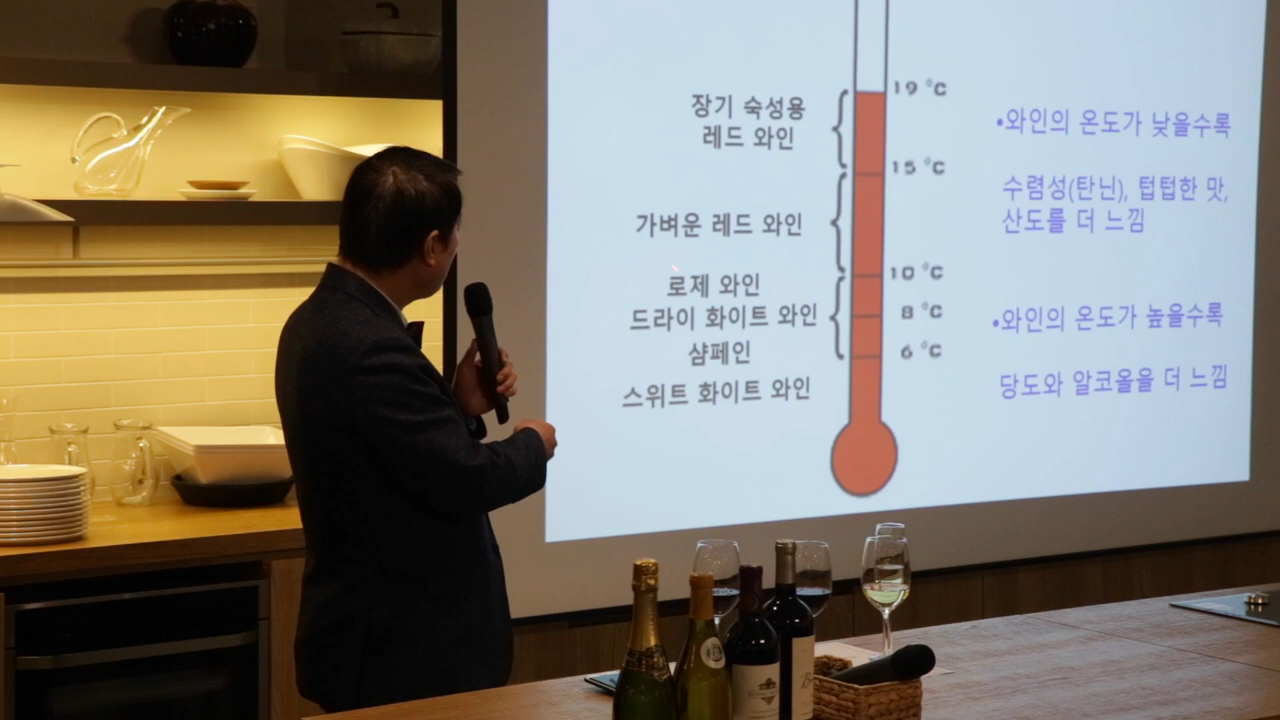 장기 숙성용
레드 와인
가벼운 레드 와인
로제 와인
드라이 화이트 와인
샴페인
스위트 화이트 와인
19 °C
15 °C
10 °C
8 °C
6 °C
•와인의 온도가 낮을수록
수렴성(탄닌), 텁텁한 맛,
산도를 더 느낌
•와인의 온도가 높을수록
당도와 알코올을 더 느낌